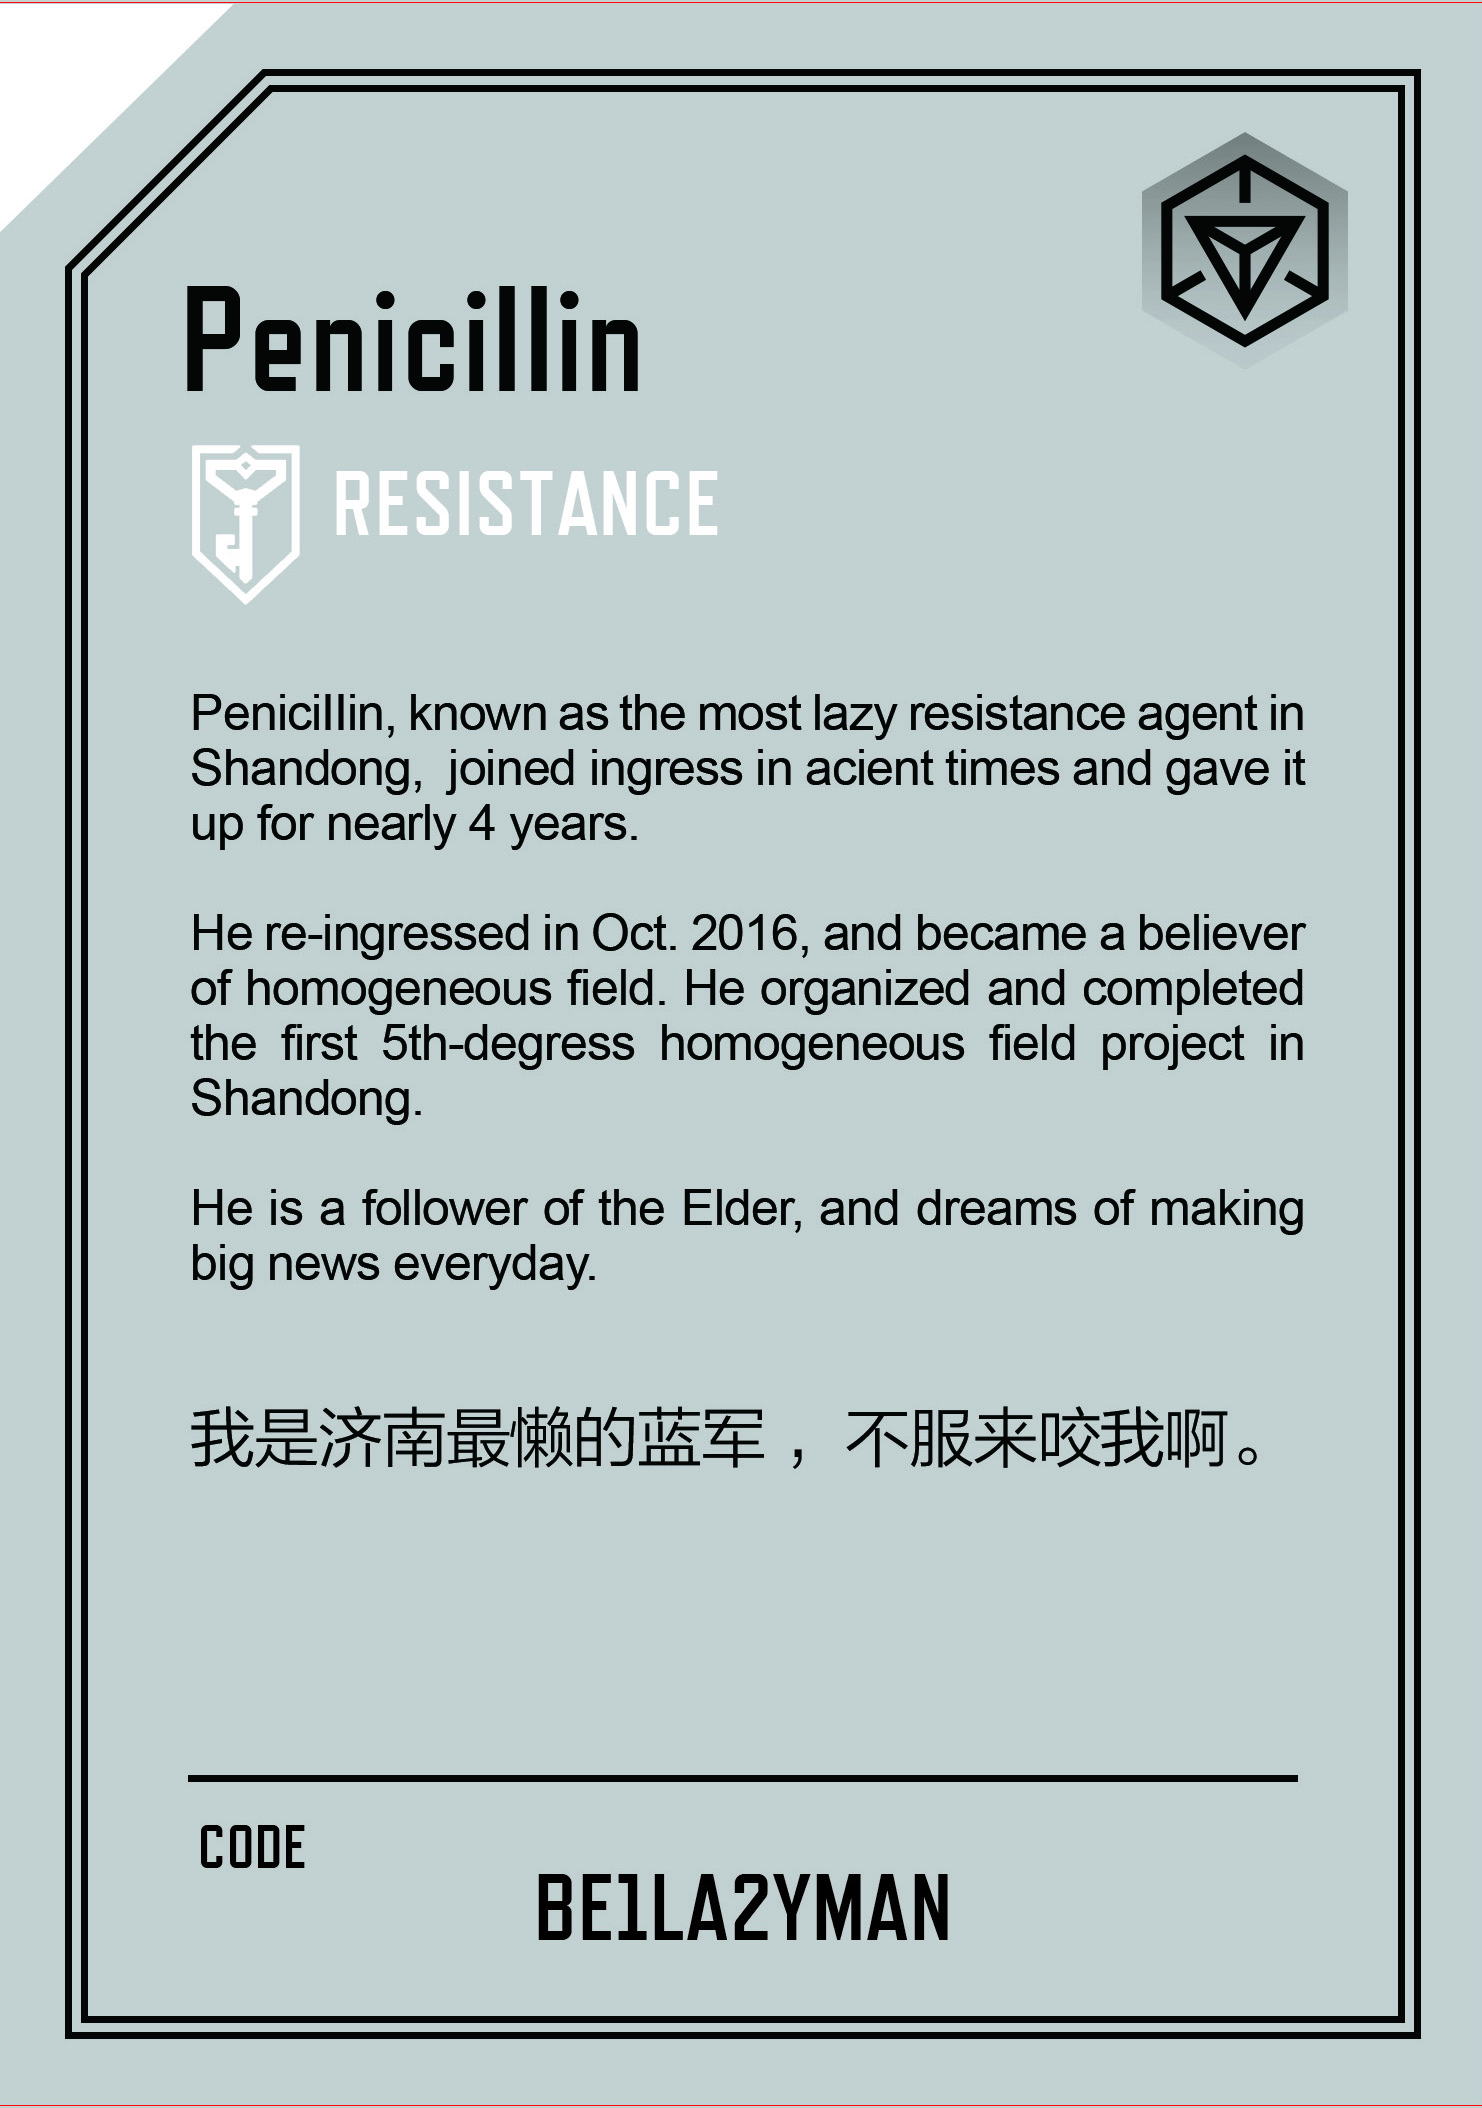 Penicillin
RESISTANCE
Penicillin, known as the most lazy resistance agent in
Shandong, joined ingress in acient times and gave it
up for nearly 4 years.
He re-ingressed in Oct. 2016, and became a believer
of homogeneous field. He organized and completed
the first 5th-degress homogeneous field project in
Shandong.
He is a follower of the Elder, and dreams of making
big news everyday.
我是济南最懒的蓝军，不服来咬我啊。
CODE
BE1LA2YMAN